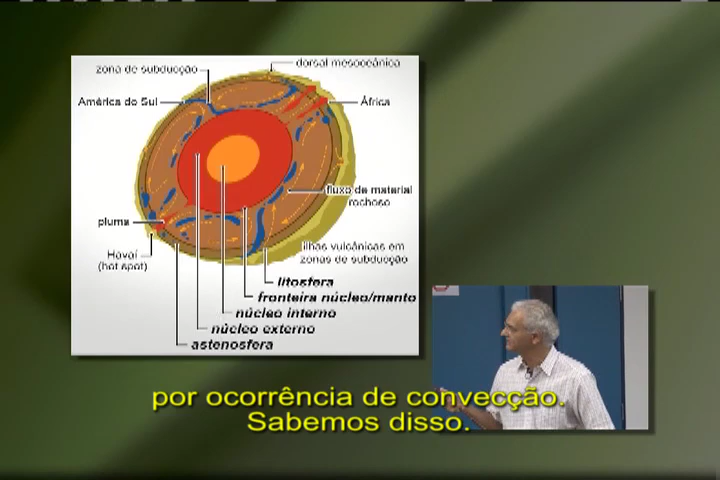 zona de subducção
dorsal mesoceânica
América do Sul
África
fluxo de material
rochoso
pluma
Havaí
(hot spot)
ilhas vulcânicas em
zonas de subducção
litosfera
fronteira núcleo/manto
núcleo interno
núcleo externo
astenosfera
por ocorrência de convecção.
Sabemos disso.